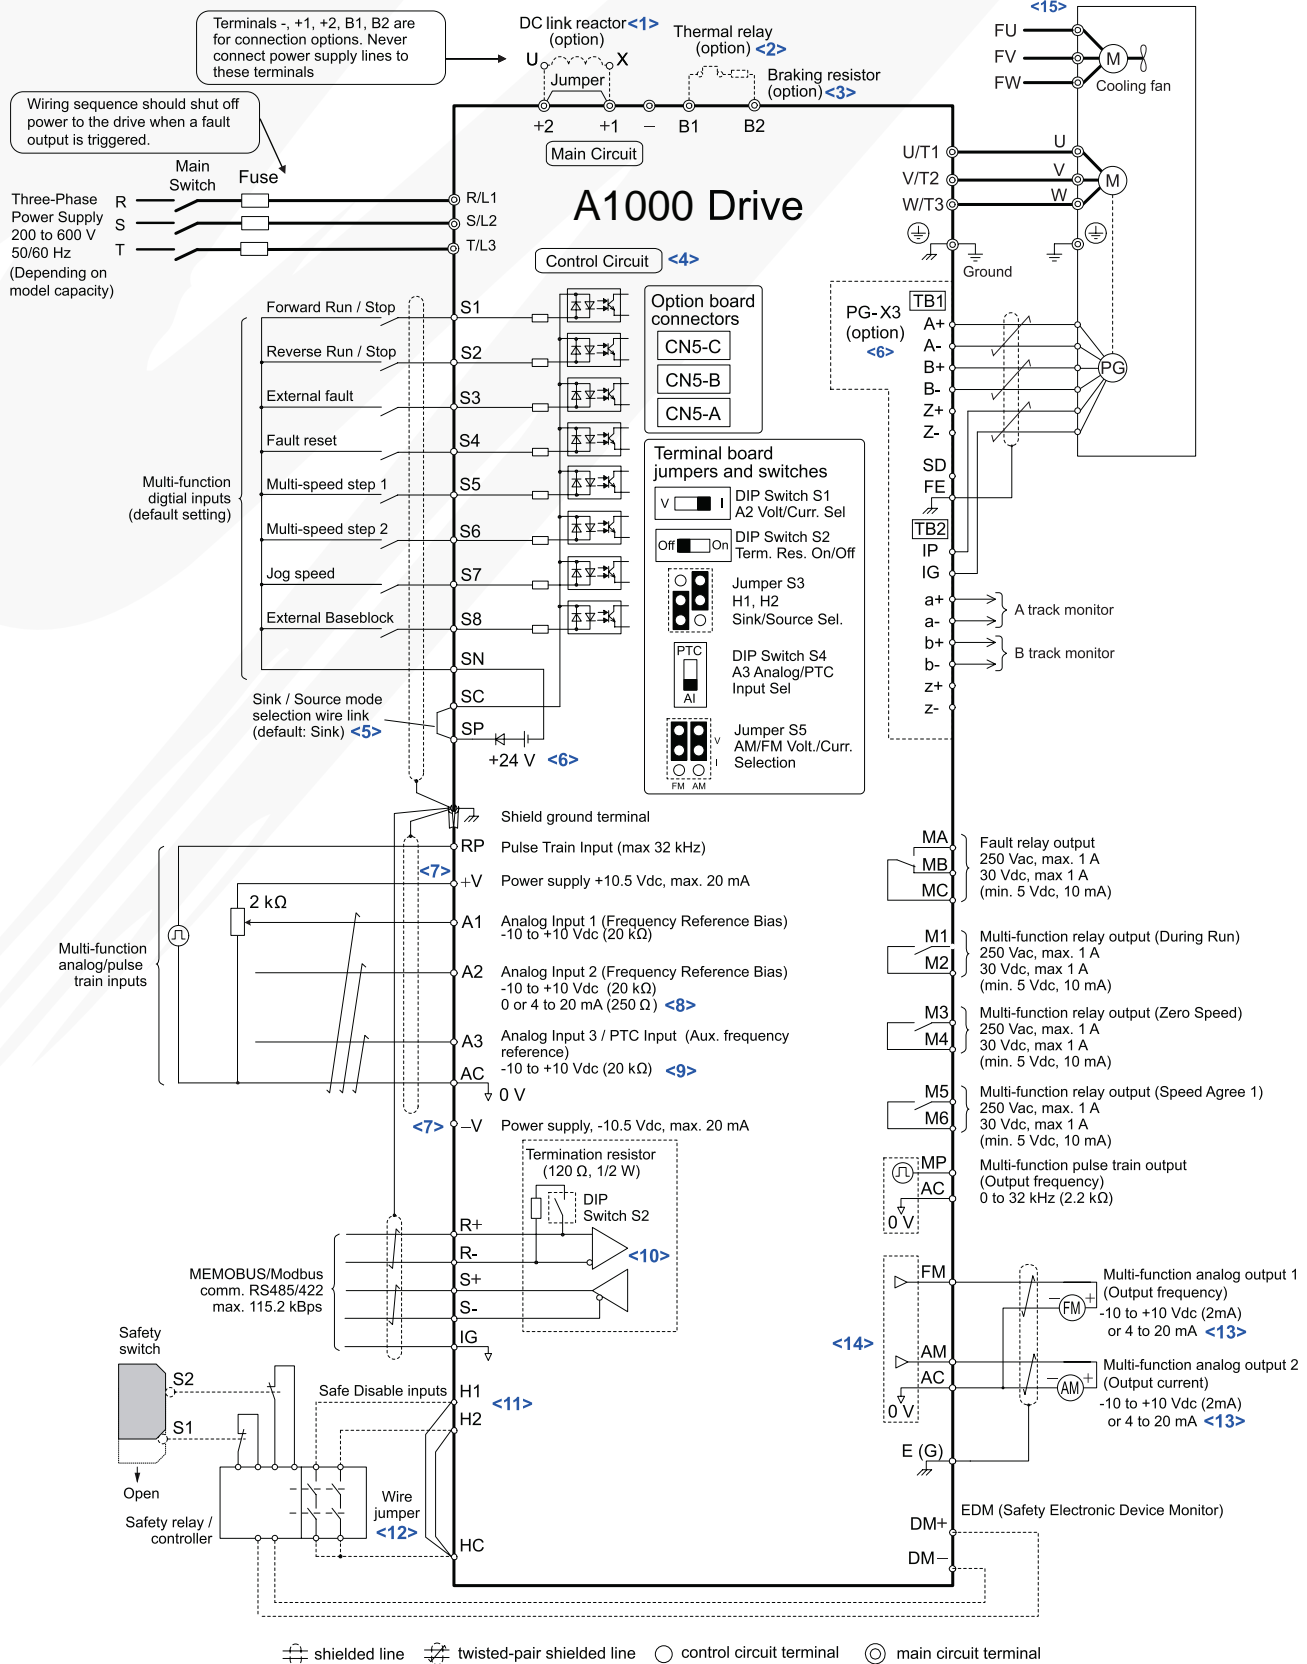 Terminals -, +1, +2, B1, B2 are
for connection options. Never
connect power supply lines to
these terminals
DC link reactor <1>
(option)
U
X
Jumper
Thermal relay
(option) <2>
Braking resistor
(option) <3>
<15>
FU
FV
FW
M
Cooling fan
Wiring sequence should shut off
power to the drive when a fault
output is triggered.
+2
+1
−
B1
B2
Main Circuit
Main
Switch
Fuse
Three-Phase
Power Supply
200 to 600 V
50/60 Hz
(Depending on
model capacity)
R
S
T
R/L1
S/L2
T/L3
A1000 Drive
U/T1
V/T2
W/T3
U
V
W
M
Ground
Control Circuit
<4>
Multi-function
digtial inputs
(default setting)
Forward Run / Stop
S1
Reverse Run / Stop
S2
External fault
S3
Fault reset
S4
Multi-speed step 1
S5
Multi-speed step 2
S6
Jog speed
S7
External Baseblock
S8
SN
SC
SP
Sink / Source mode
selection wire link
(default: Sink) <5>
+24 V
<6>
Option board
connectors
CN5-C
CN5-B
CN5-A
Terminal board
jumpers and switches
V
I
DIP Switch S1
A2 Volt/Curr. Sel
Off
On
DIP Switch S2
Term. Res. On/Off
Jumper S3
H1, H2
Sink/Source Sel.
PTC
AI
DIP Switch S4
A3 Analog/PTC
Input Sel
V
I
FM AM
Jumper S5
AM/FM Volt./Curr.
Selection
PG-X3
(option)
<6>
TB1
A+
A-
B+
B-
Z+
Z-
SD
FE
PG
TB2
IP
IG
a+
a-
b+
b-
z+
z-
A track monitor
B track monitor
Shield ground terminal
Multi-function
analog/pulse
train inputs
2 kΩ
<7>
RP
Pulse Train Input (max 32 kHz)
+V
Power supply +10.5 Vdc, max. 20 mA
A1
Analog Input 1 (Frequency Reference Bias)
-10 to +10 Vdc (20 kΩ)
A2
Analog Input 2 (Frequency Reference Bias)
-10 to +10 Vdc (20 kΩ)
0 or 4 to 20 mA (250 Ω) <8>
A3
Analog Input 3 / PTC Input (Aux. frequency
reference)
-10 to +10 Vdc (20 kΩ) <9>
AC
0 V
<7>
−V
Power supply, -10.5 Vdc, max. 20 mA
MA
MB
MC
Fault relay output
250 Vac, max. 1 A
30 Vdc, max 1 A
(min. 5 Vdc, 10 mA)
M1
M2
Multi-function relay output (During Run)
250 Vac, max. 1 A
30 Vdc, max 1 A
(min. 5 Vdc, 10 mA)
M3
M4
Multi-function relay output (Zero Speed)
250 Vac, max. 1 A
30 Vdc, max 1 A
(min. 5 Vdc, 10 mA)
M5
M6
Multi-function relay output (Speed Agree 1)
250 Vac, max. 1 A
30 Vdc, max 1 A
(min. 5 Vdc, 10 mA)
MP
AC
0 V
Multi-function pulse train output
(Output frequency)
0 to 32 kHz (2.2 kΩ)
Termination resistor
(120 Ω, 1/2 W)
DIP
Switch S2
<10>
MEMOBUS/Modbus
comm. RS485/422
max. 115.2 kBps
R+
R-
S+
S-
IG
FM
AM
AC
0 V
<14>
− FM +
Multi-function analog output 1
(Output frequency)
-10 to +10 Vdc (2mA)
or 4 to 20 mA <13>
− AM +
Multi-function analog output 2
(Output current)
-10 to +10 Vdc (2mA)
or 4 to 20 mA <13>
E (G)
Safety
switch
S2
S1
Open
Safety relay /
controller
Safe Disable inputs
H1
H2
<11>
Wire
jumper
<12>
HC
EDM (Safety Electronic Device Monitor)
DM+
DM−
shielded line
twisted-pair shielded line
control circuit terminal
main circuit terminal